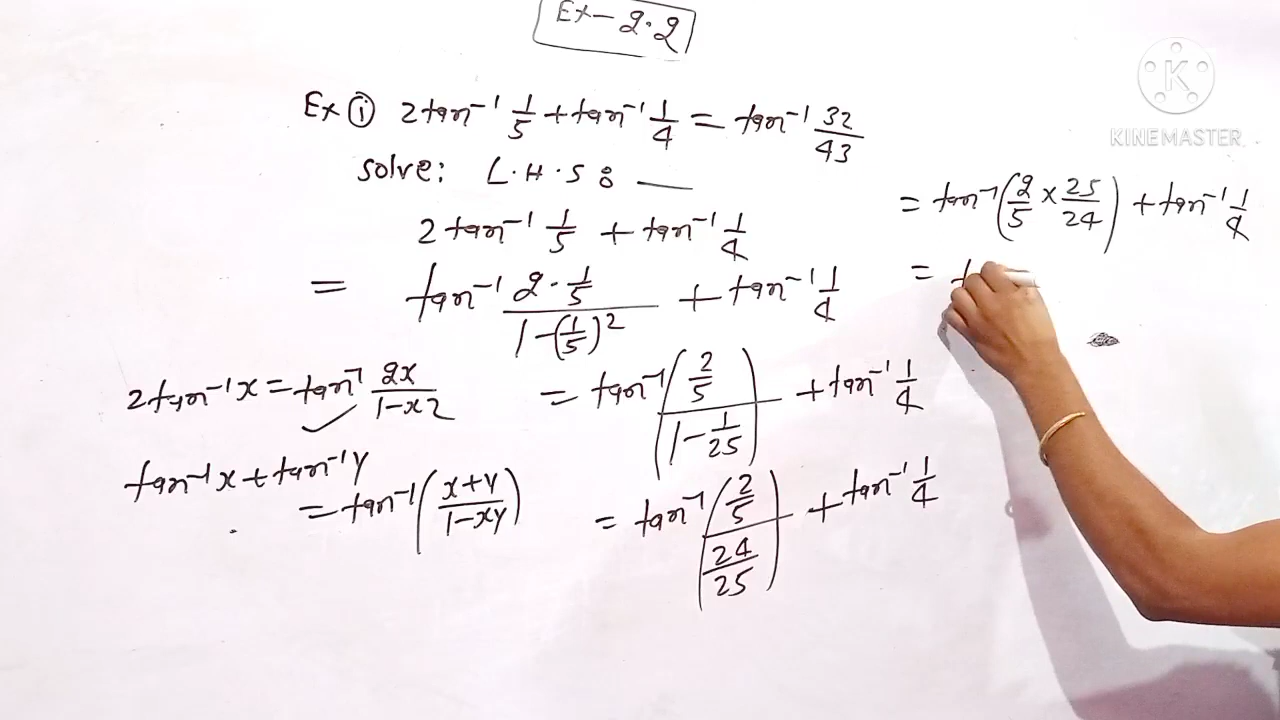 Ex - 2.2
Ex ① 2tan⁻¹ 1/5 + tan⁻¹ 1/4 = tan⁻¹ 32/43
solve: L.H.S :—
2tan⁻¹ 1/5 + tan⁻¹ 1/4
= tan⁻¹ (2 · 1/5)/(1-(1/5)²) + tan⁻¹ 1/4
2tan⁻¹x = tan⁻¹ 2x/(1-x2)
tan⁻¹x + tan⁻¹y
= tan⁻¹ ((x+y)/(1-xy))
= tan⁻¹ ((2/5)/(1 - 1/25)) + tan⁻¹ 1/4
= tan⁻¹ ((2/5)/(24/25)) + tan⁻¹ 1/4
= tan⁻¹ (2/5 × 25/24) + tan⁻¹ 1/4
= t
KINEMASTER